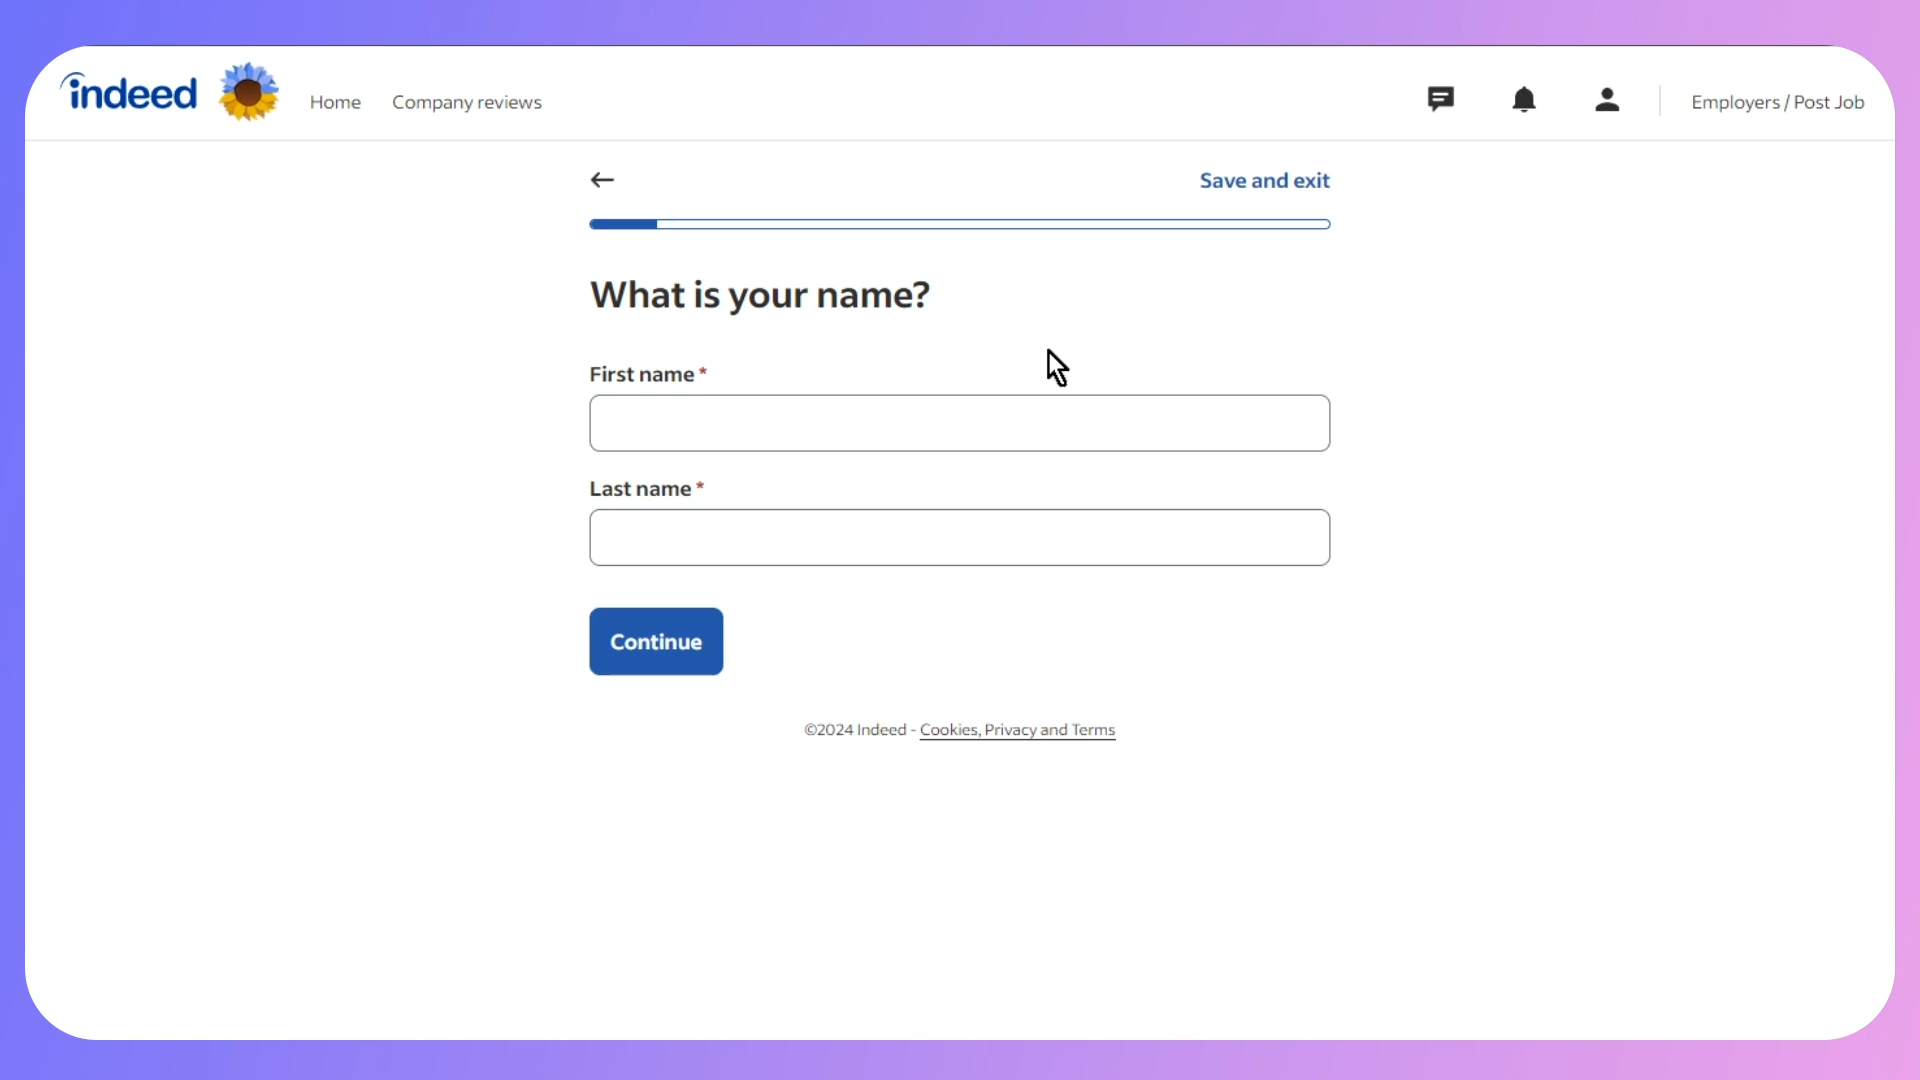 indeed
Home
Company reviews
Employers / Post Job
Save and exit
What is your name?
First name *
Last name *
Continue
©2024 Indeed - Cookies, Privacy and Terms